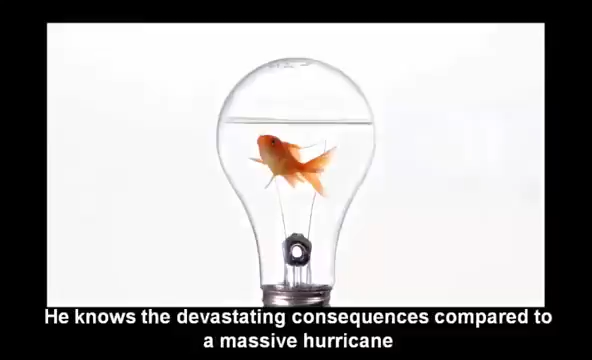 He knows the devastating consequences compared to
a massive hurricane